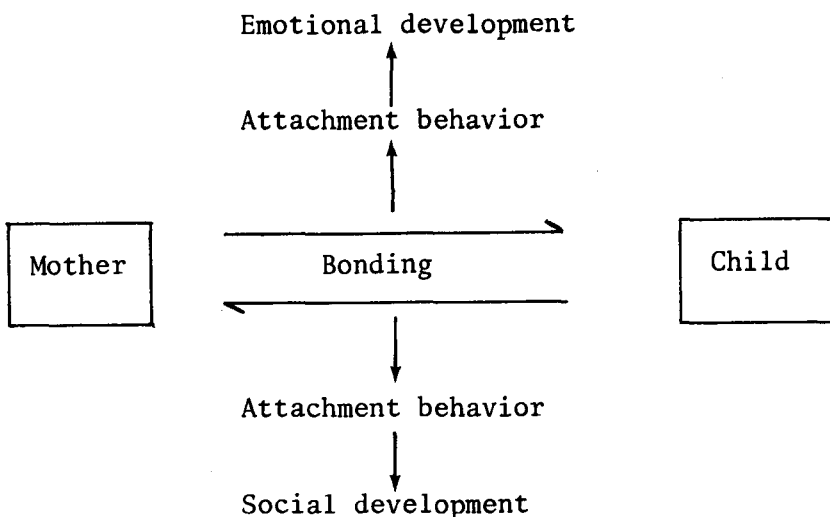 Emotional development
Attachment behavior
Mother
Bonding
Child
Attachment behavior
Social development